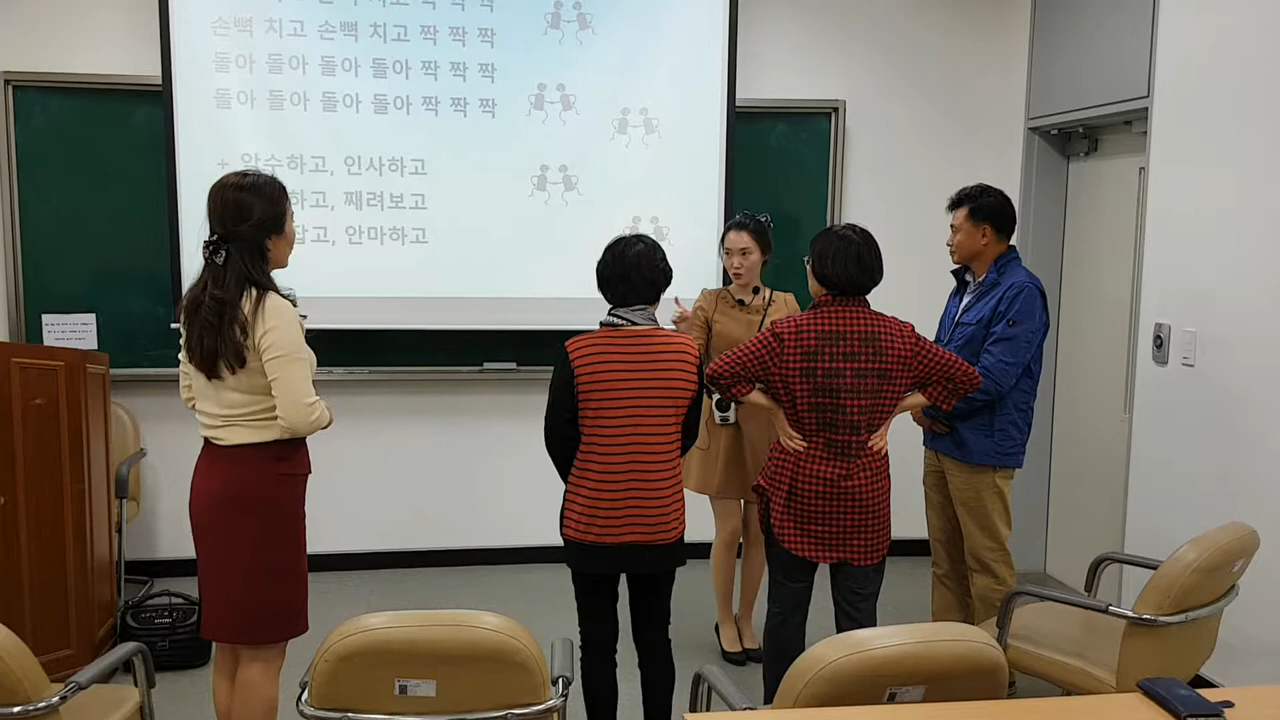 손뼉 치고 손뼉 치고 짝 짝 짝
돌아 돌아 돌아 돌아 짝 짝 짝
돌아 돌아 돌아 돌아 짝 짝 짝
+ 악수하고, 인사하고
하고, 째려보고
잡고, 안마하고